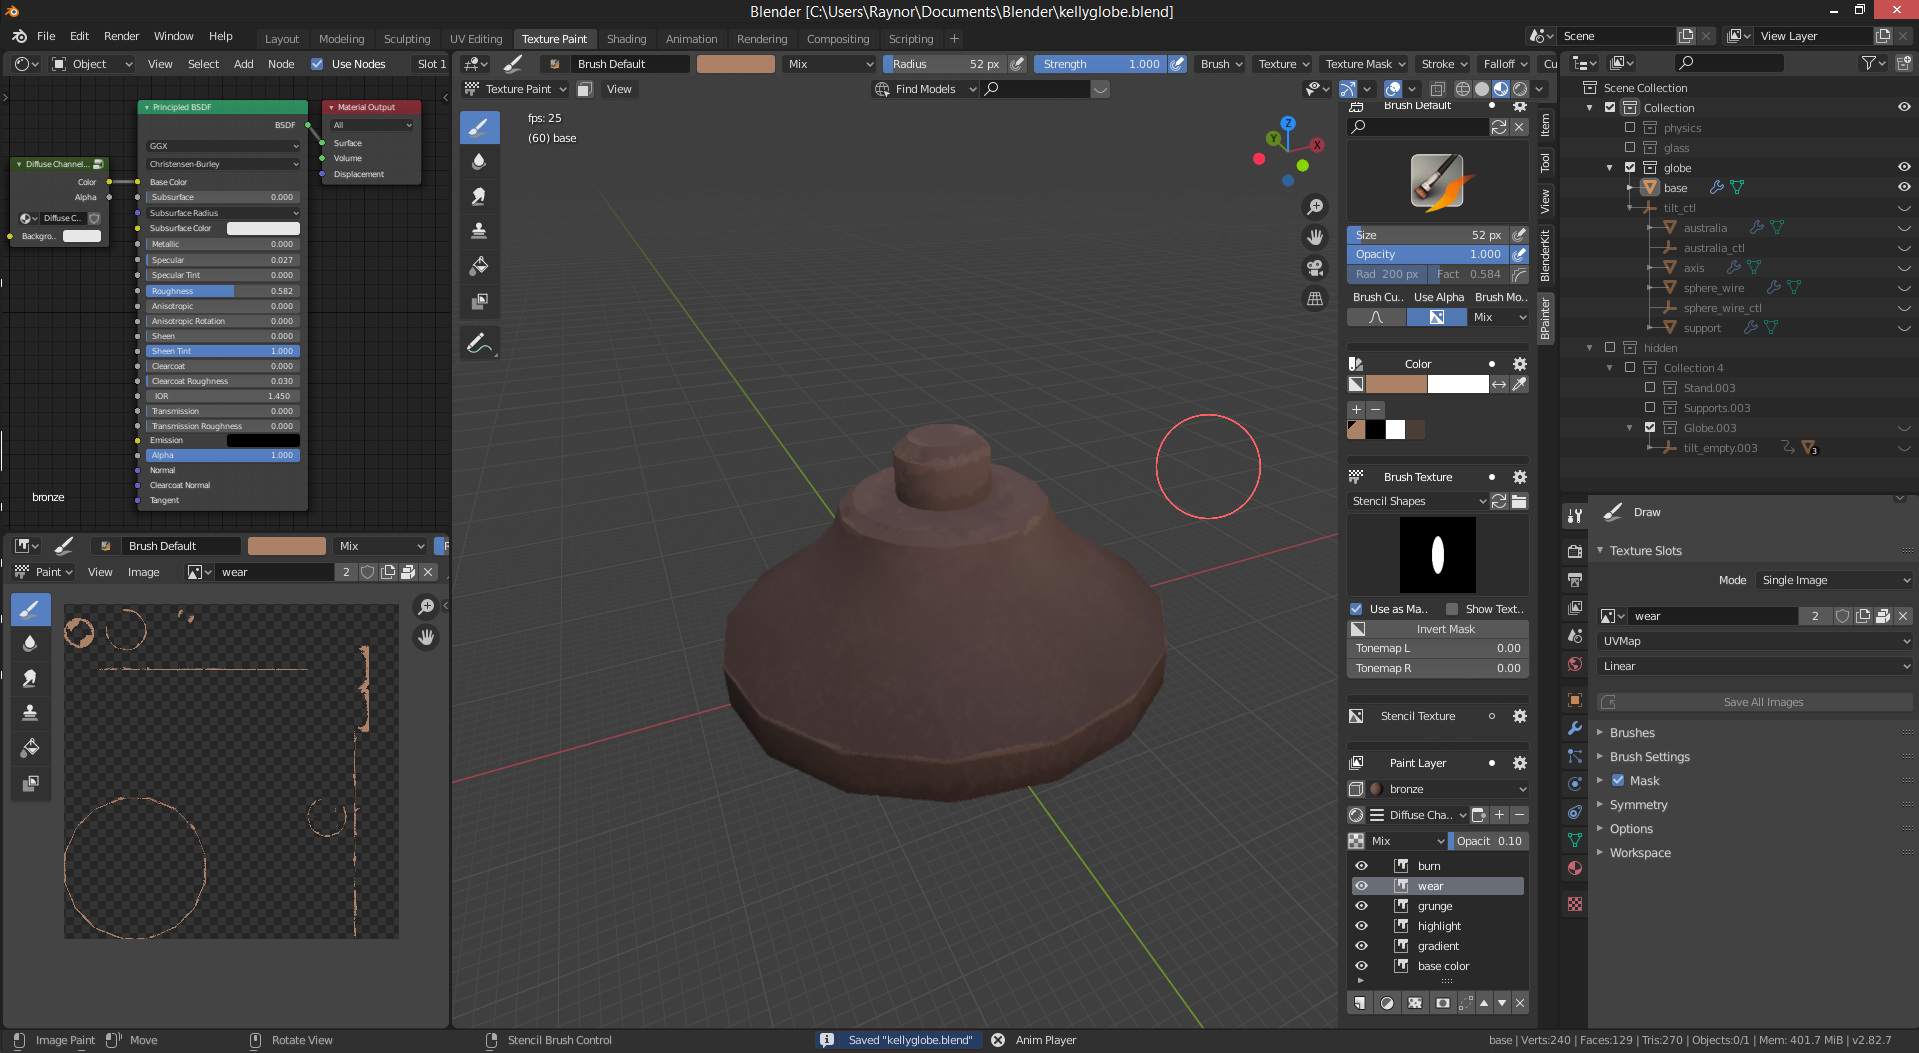 Blender [C:\Users\Raynor\Documents\Blender\kellyglobe.blend]
File Edit Render Window Help Layout Modeling Sculpting UV Editing Texture Paint Shading Animation Rendering Compositing Scripting Scene View Layer
Object View Select Add Node Use Nodes Slot 1
Brush Default Mix Radius 52 px Strength 1.000 Brush Texture Texture Mask Stroke Falloff Cu
Texture Paint View Find Models
Principled BSDF
BSDF
GGX
Christensen-Burley
Base Color
Subsurface 0.000
Subsurface Radius
Subsurface Color
Metallic 0.000
Specular 0.027
Specular Tint 0.000
Roughness 0.582
Anisotropic 0.000
Anisotropic Rotation 0.000
Sheen 0.000
Sheen Tint 1.000
Clearcoat 0.000
Clearcoat Roughness 0.030
IOR 1.450
Transmission 0.000
Transmission Roughness 0.000
Emission
Alpha 1.000
Normal
Clearcoat Normal
Tangent
Material Output
All
Surface
Volume
Displacement
Diffuse Channel...
Color
Alpha
Diffuse C...
Backgro..
bronze
Brush Default Mix
Paint View Image wear 2
fps: 25
(60) base
Z
Y
X
Brush Default
Size 52 px
Opacity 1.000
Rad 200 px Fact 0.584
Brush Cu.. Use Alpha Brush Mo..
Mix
Color
Brush Texture
Stencil Shapes
Use as Ma.. Show Text..
Invert Mask
Tonemap L 0.00
Tonemap R 0.00
Stencil Texture
Paint Layer
bronze
Diffuse Cha..
Mix Opacit 0.10
burn
wear
grunge
highlight
gradient
base color
Item
Tool
View
BlenderKit
BPainter
Scene Collection
Collection
physics
glass
globe
base
tilt_ctl
australia
australia_ctl
axis
sphere_wire
sphere_wire_ctl
support
hidden
Collection 4
Stand.003
Supports.003
Globe.003
tilt_empty.003 3
Draw
Texture Slots
Mode Single Image
wear 2
UVMap
Linear
Save All Images
Brushes
Brush Settings
Mask
Symmetry
Options
Workspace
Image Paint Move Rotate View Stencil Brush Control Saved "kellyglobe.blend" Anim Player base | Verts:240 | Faces:129 | Tris:270 | Objects:0/1 | Mem: 401.7 MiB | v2.82.7